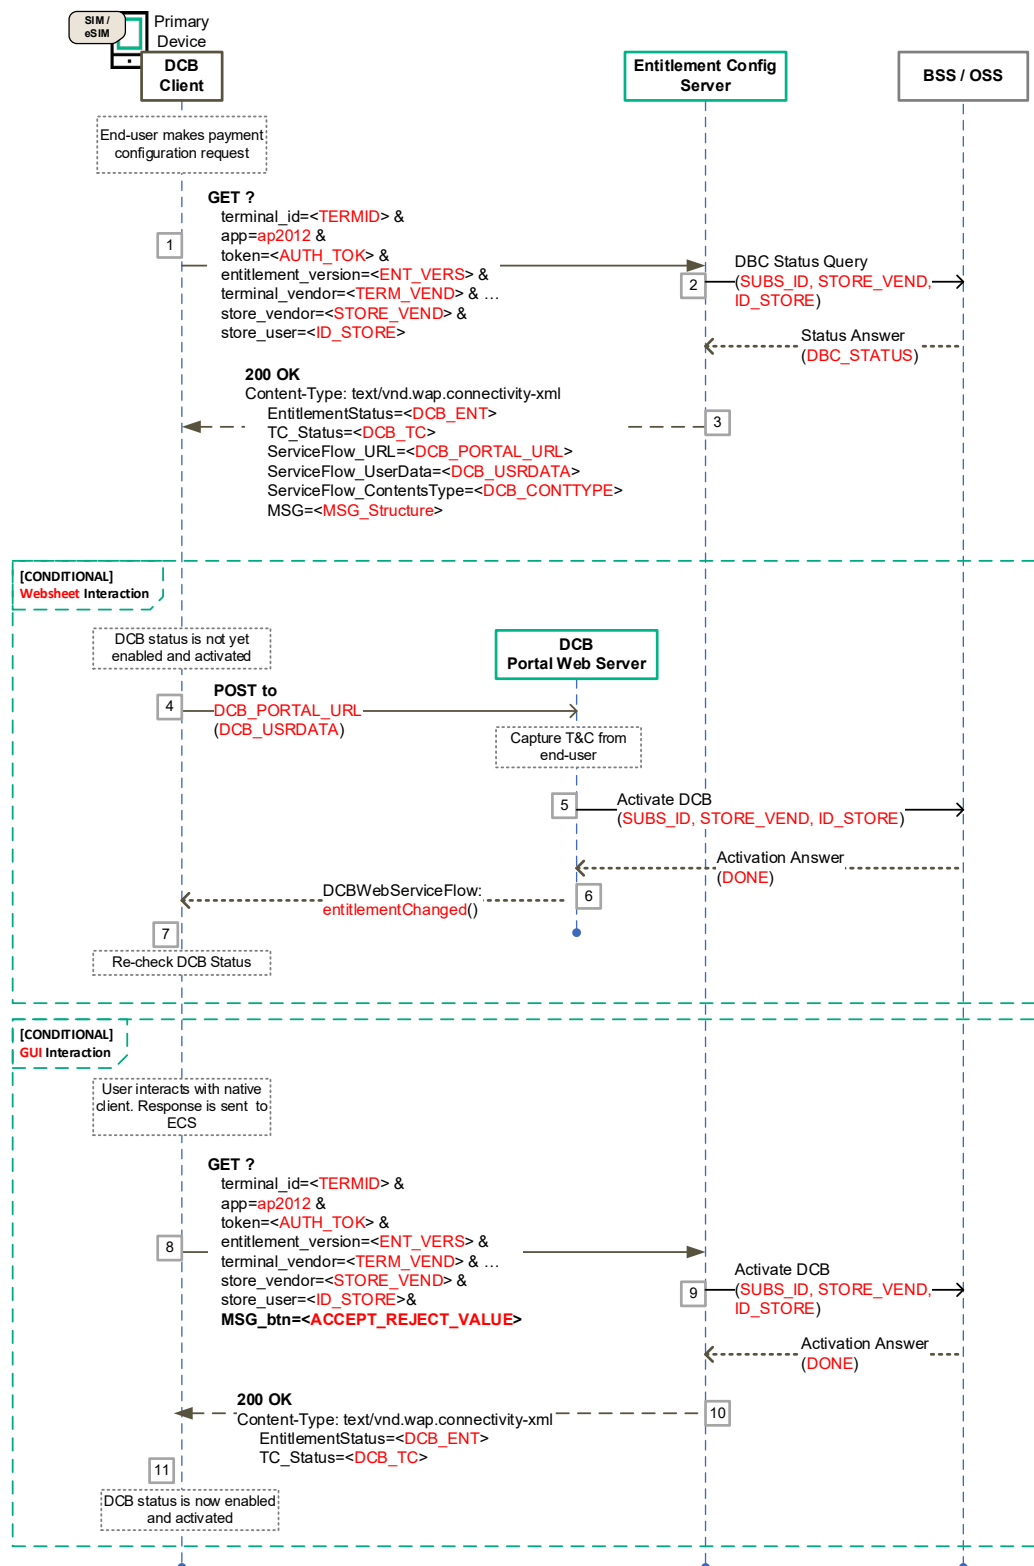 SIM /
eSIM
Primary
Device
DCB
Client
Entitlement Config
Server
BSS / OSS
End-user makes payment
configuration request
GET ?
terminal_id=<TERMID> &
app=ap2012 &
token=<AUTH_TOK> &
entitlement_version=<ENT_VERS> &
terminal_vendor=<TERM_VEND> & ...
store_vendor=<STORE_VEND> &
store_user=<ID_STORE>
1
2
DBC Status Query
(SUBS_ID, STORE_VEND,
ID_STORE)
Status Answer
(DBC_STATUS)
200 OK
Content-Type: text/vnd.wap.connectivity-xml
EntitlementStatus=<DCB_ENT>
TC_Status=<DCB_TC>
ServiceFlow_URL=<DCB_PORTAL_URL>
ServiceFlow_UserData=<DCB_USRDATA>
ServiceFlow_ContentsType=<DCB_CONTTYPE>
MSG=<MSG_Structure>
3
[CONDITIONAL]
Websheet Interaction
DCB status is not yet
enabled and activated
DCB
Portal Web Server
4
POST to
DCB_PORTAL_URL
(DCB_USRDATA)
Capture T&C from
end-user
5
Activate DCB
(SUBS_ID, STORE_VEND, ID_STORE)
Activation Answer
(DONE)
DCBWebServiceFlow:
entitlementChanged()
6
7
Re-check DCB Status
[CONDITIONAL]
GUI Interaction
User interacts with native
client. Response is sent to
ECS
GET ?
terminal_id=<TERMID> &
app=ap2012 &
token=<AUTH_TOK> &
entitlement_version=<ENT_VERS> &
terminal_vendor=<TERM_VEND> & ...
store_vendor=<STORE_VEND> &
store_user=<ID_STORE>&
MSG_btn=<ACCEPT_REJECT_VALUE>
8
9
Activate DCB
(SUBS_ID, STORE_VEND,
ID_STORE)
Activation Answer
(DONE)
200 OK
Content-Type: text/vnd.wap.connectivity-xml
EntitlementStatus=<DCB_ENT>
TC_Status=<DCB_TC>
10
11
DCB status is now enabled
and activated